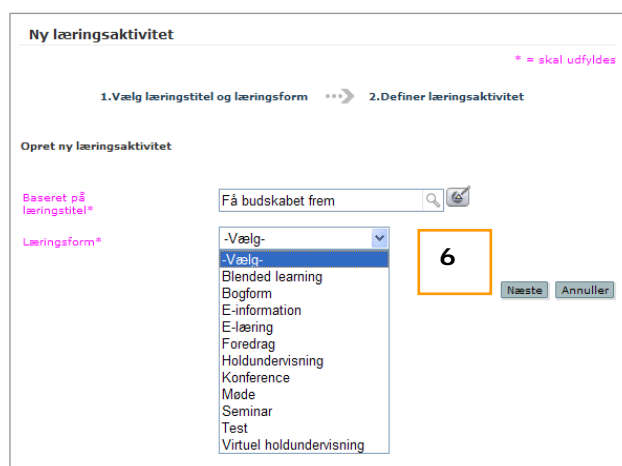 Ny læringsaktivitet
* = skal udfyldes
1.Vælg læringstitel og læringsform
2.Definer læringsaktivitet
Opret ny læringsaktivitet
Baseret på
læringstitel*
Få budskabet frem
Læringsform*
-Vælg-
-Vælg-
Blended learning
Bogform
E-information
E-læring
Foredrag
Holdundervisning
Konference
Møde
Seminar
Test
Virtuel holdundervisning
6
Næste
Annuller